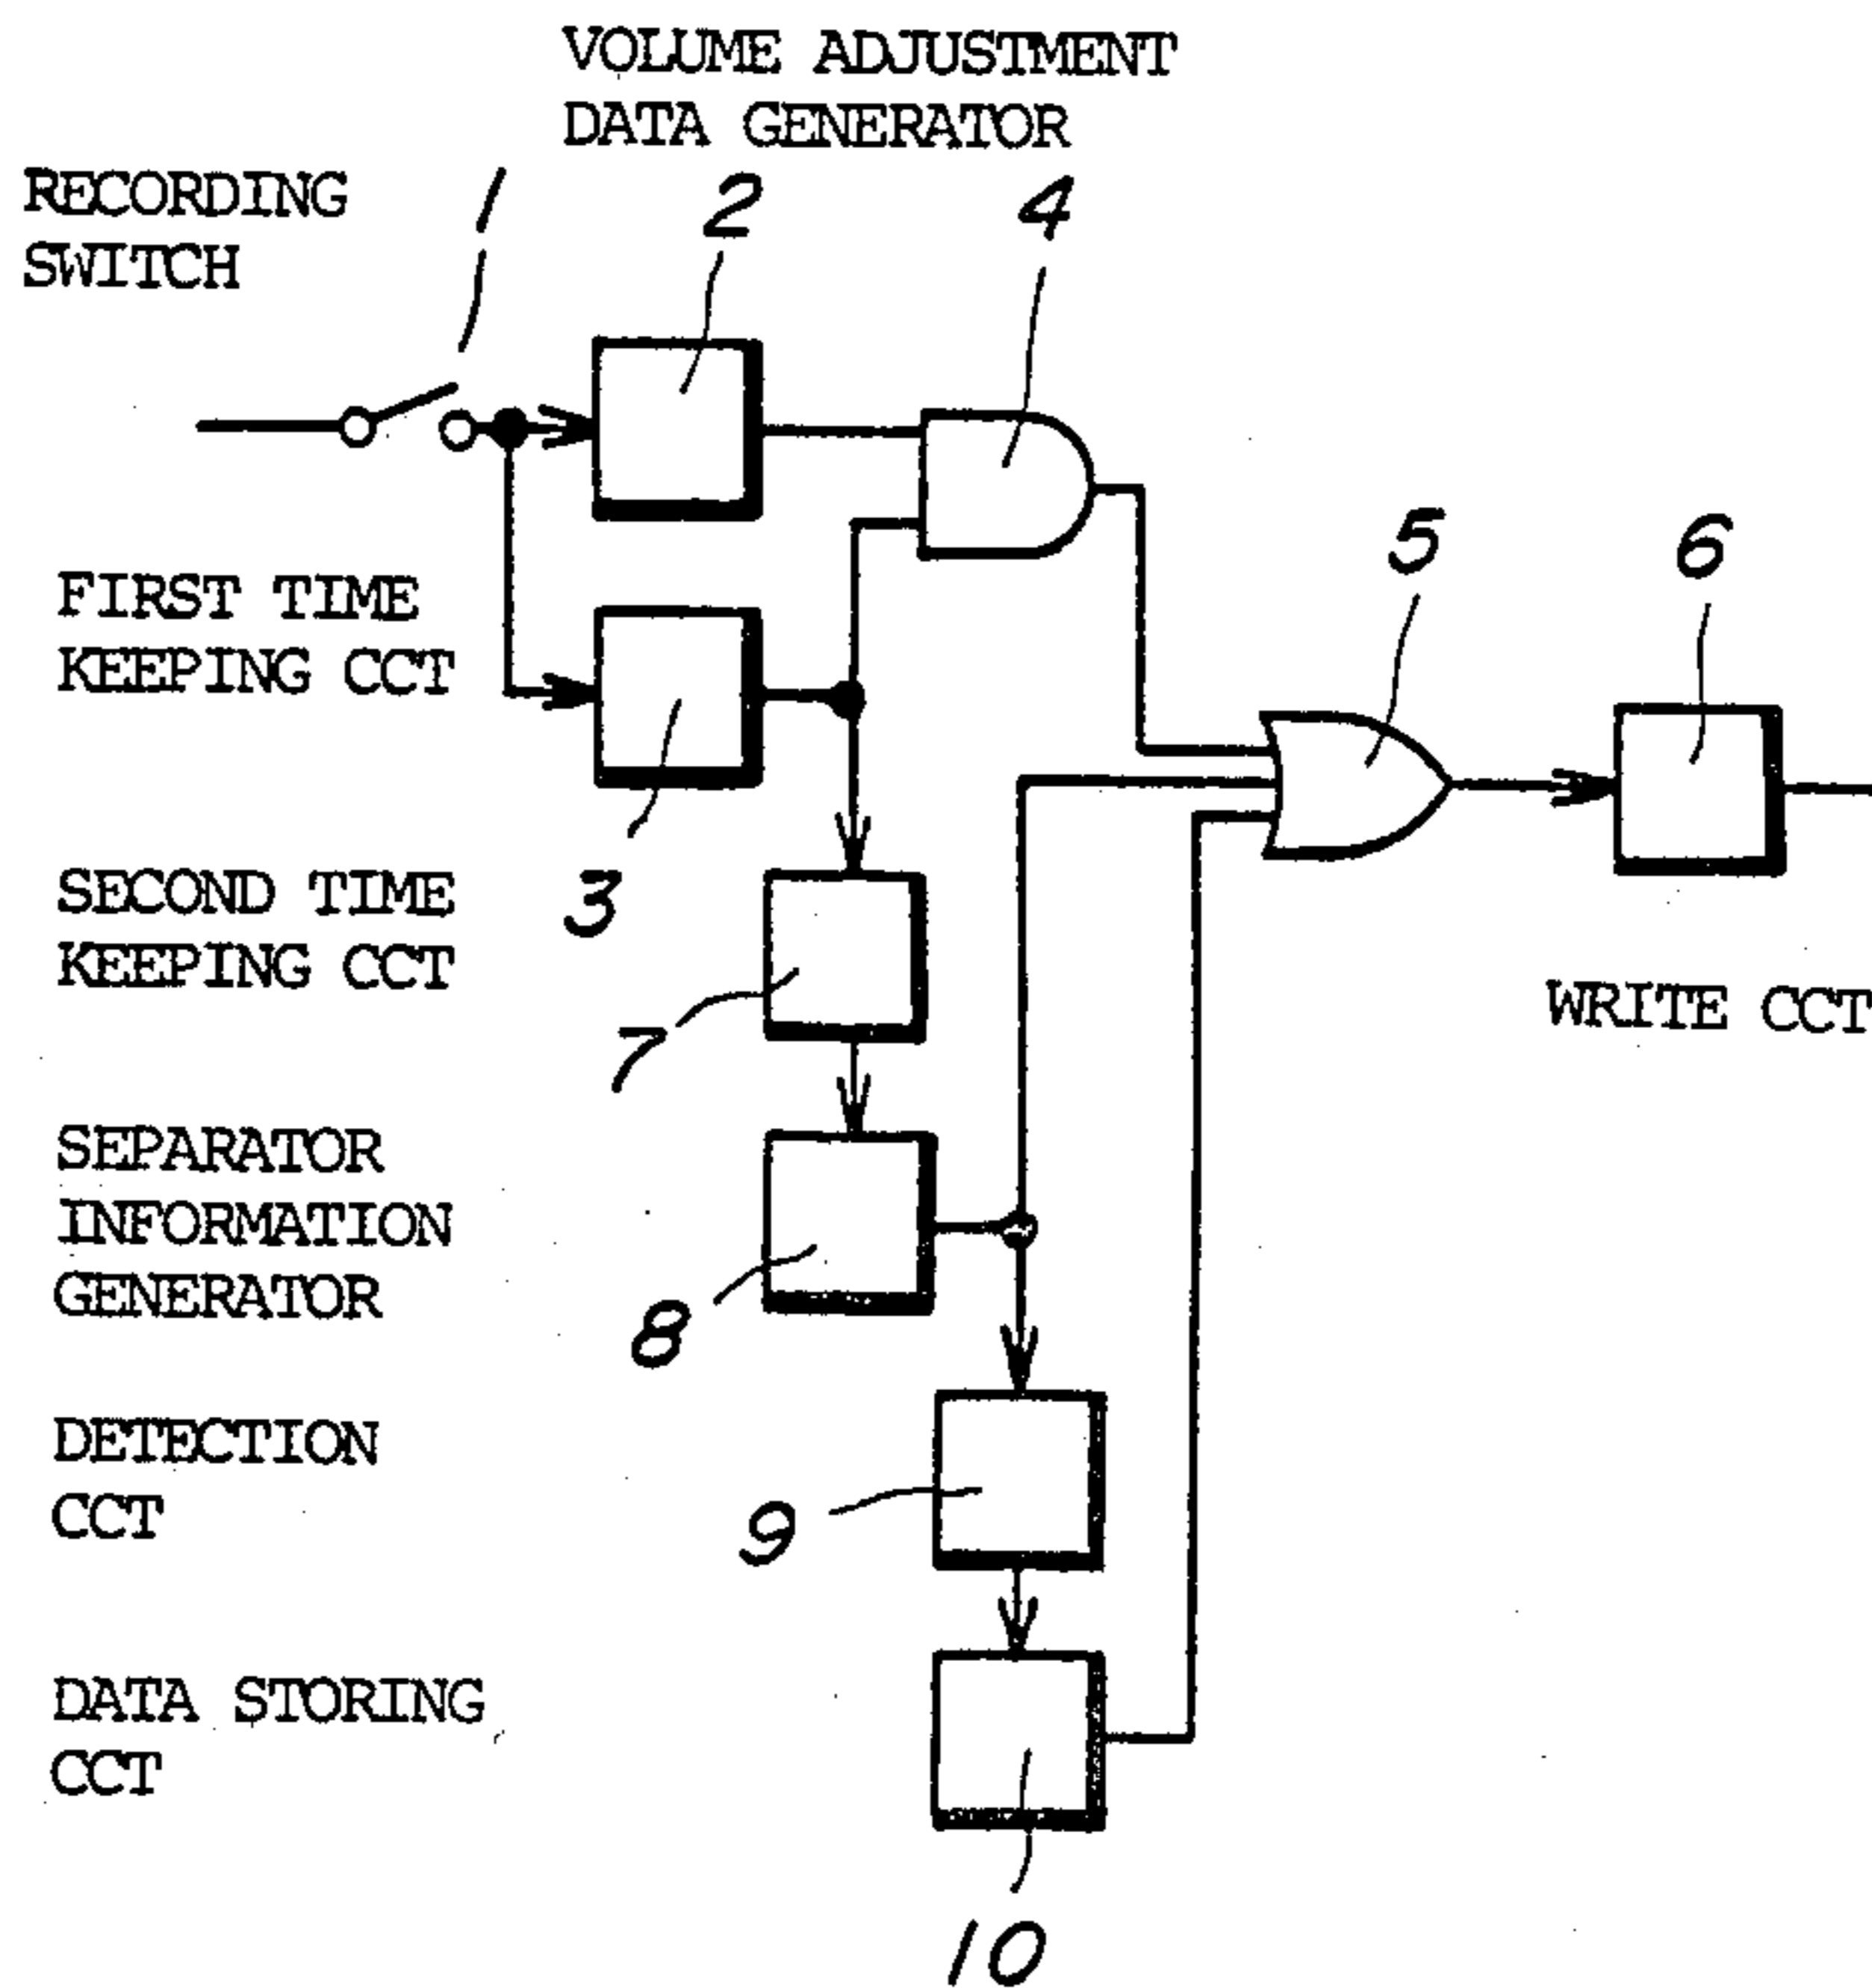 VOLUME ADJUSTMENT
DATA GENERATOR
RECORDING
SWITCH
1
2
4
FIRST TIME
KEEPING CCT
5
6
SECOND TIME
KEEPING CCT
3
7
WRITE CCT
SEPARATOR
INFORMATION
GENERATOR
8
DETECTION
CCT
9
DATA STORING
CCT
10